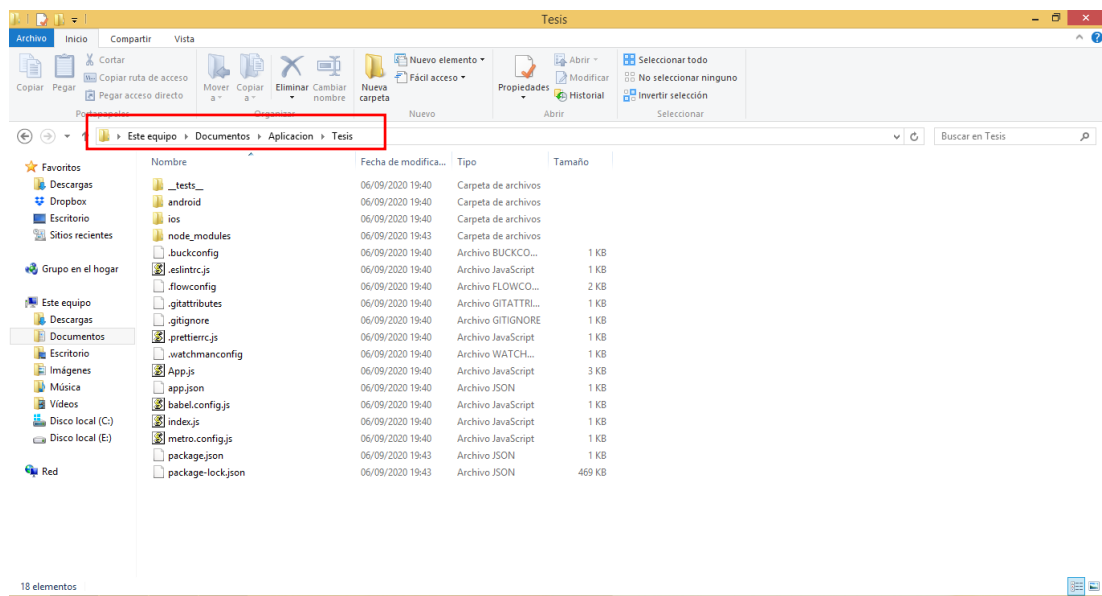 Tesis
Archivo Inicio Compartir Vista
Copiar
Pegar
Cortar
Copiar ruta de acceso
Pegar acceso directo
Portapapeles
Mover a
Copiar a
Eliminar
Cambiar nombre
Organizar
Nueva carpeta
Nuevo elemento
Fácil acceso
Nuevo
Propiedades
Abrir
Modificar
Historial
Abrir
Seleccionar todo
No seleccionar ninguno
Invertir selección
Seleccionar
Este equipo Documentos Aplicacion Tesis
Buscar en Tesis
Favoritos
Descargas
Dropbox
Escritorio
Sitios recientes
Grupo en el hogar
Este equipo
Descargas
Documentos
Escritorio
Imágenes
Música
Vídeos
Disco local (C:)
Disco local (E:)
Red
Nombre Fecha de modifica... Tipo Tamaño
__tests__ 06/09/2020 19:40 Carpeta de archivos
android 06/09/2020 19:40 Carpeta de archivos
ios 06/09/2020 19:40 Carpeta de archivos
node_modules 06/09/2020 19:43 Carpeta de archivos
.buckconfig 06/09/2020 19:40 Archivo BUCKCO... 1 KB
.eslintrc.js 06/09/2020 19:40 Archivo JavaScript 1 KB
.flowconfig 06/09/2020 19:40 Archivo FLOWCO... 2 KB
.gitattributes 06/09/2020 19:40 Archivo GITATTRI... 1 KB
.gitignore 06/09/2020 19:40 Archivo GITIGNORE 1 KB
.prettierrc.js 06/09/2020 19:40 Archivo JavaScript 1 KB
.watchmanconfig 06/09/2020 19:40 Archivo WATCH... 1 KB
App.js 06/09/2020 19:40 Archivo JavaScript 3 KB
app.json 06/09/2020 19:40 Archivo JSON 1 KB
babel.config.js 06/09/2020 19:40 Archivo JavaScript 1 KB
index.js 06/09/2020 19:40 Archivo JavaScript 1 KB
metro.config.js 06/09/2020 19:40 Archivo JavaScript 1 KB
package.json 06/09/2020 19:43 Archivo JSON 1 KB
package-lock.json 06/09/2020 19:43 Archivo JSON 469 KB
18 elementos